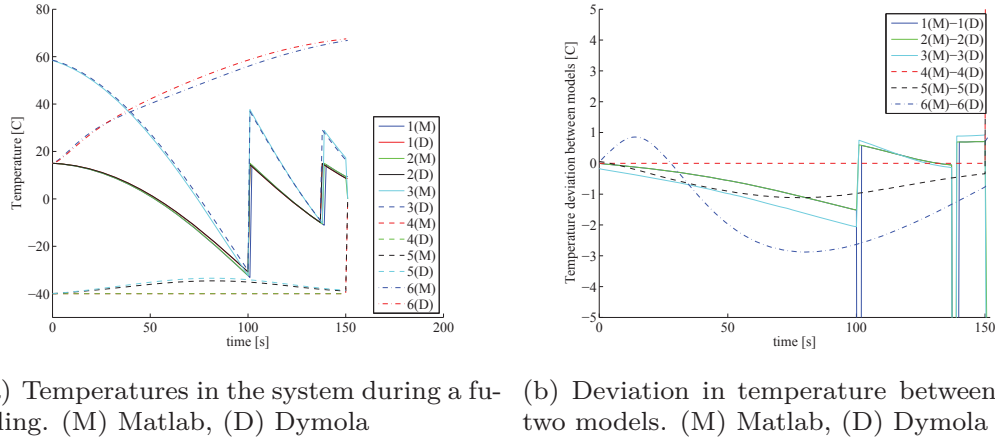 80
60
40
20
0
−20
−40
Temperature [C]
0
50
100
150
200
time [s]
1(M)
1(D)
2(M)
2(D)
3(M)
3(D)
4(M)
4(D)
5(M)
5(D)
6(M)
6(D)
5
4
3
2
1
0
−1
−2
−3
−4
−5
Temperature deviation between models [C]
0
50
100
150
time [s]
1(M)−1(D)
2(M)−2(D)
3(M)−3(D)
4(M)−4(D)
5(M)−5(D)
6(M)−6(D)
) Temperatures in the system during a fu-
ling. (M) Matlab, (D) Dymola
(b) Deviation in temperature between
two models. (M) Matlab, (D) Dymola